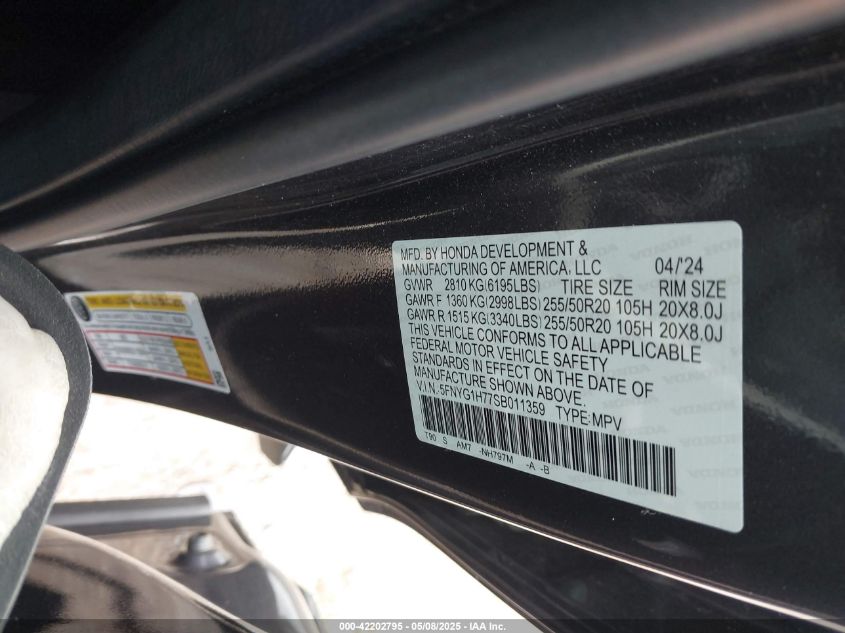 MFD. BY HONDA DEVELOPMENT &
MANUFACTURING OF AMERICA, LLC 04/'24
GVWR 2810 KG(6195LBS) TIRE SIZE RIM SIZE
GAWR F 1360 KG(2998LBS) 255/50R20 105H 20X8.0J
GAWR R 1515 KG(3340LBS) 255/50R20 105H 20X8.0J
THIS VEHICLE CONFORMS TO ALL APPLICABLE
FEDERAL MOTOR VEHICLE SAFETY
STANDARDS IN EFFECT ON THE DATE OF
MANUFACTURE SHOWN ABOVE.
V.I.N.:5FNYG1H77SB011359 TYPE:MPV
T90 S AM7 -NH797M -A -B
000-42202795 - 05/08/2025 - IAA Inc.